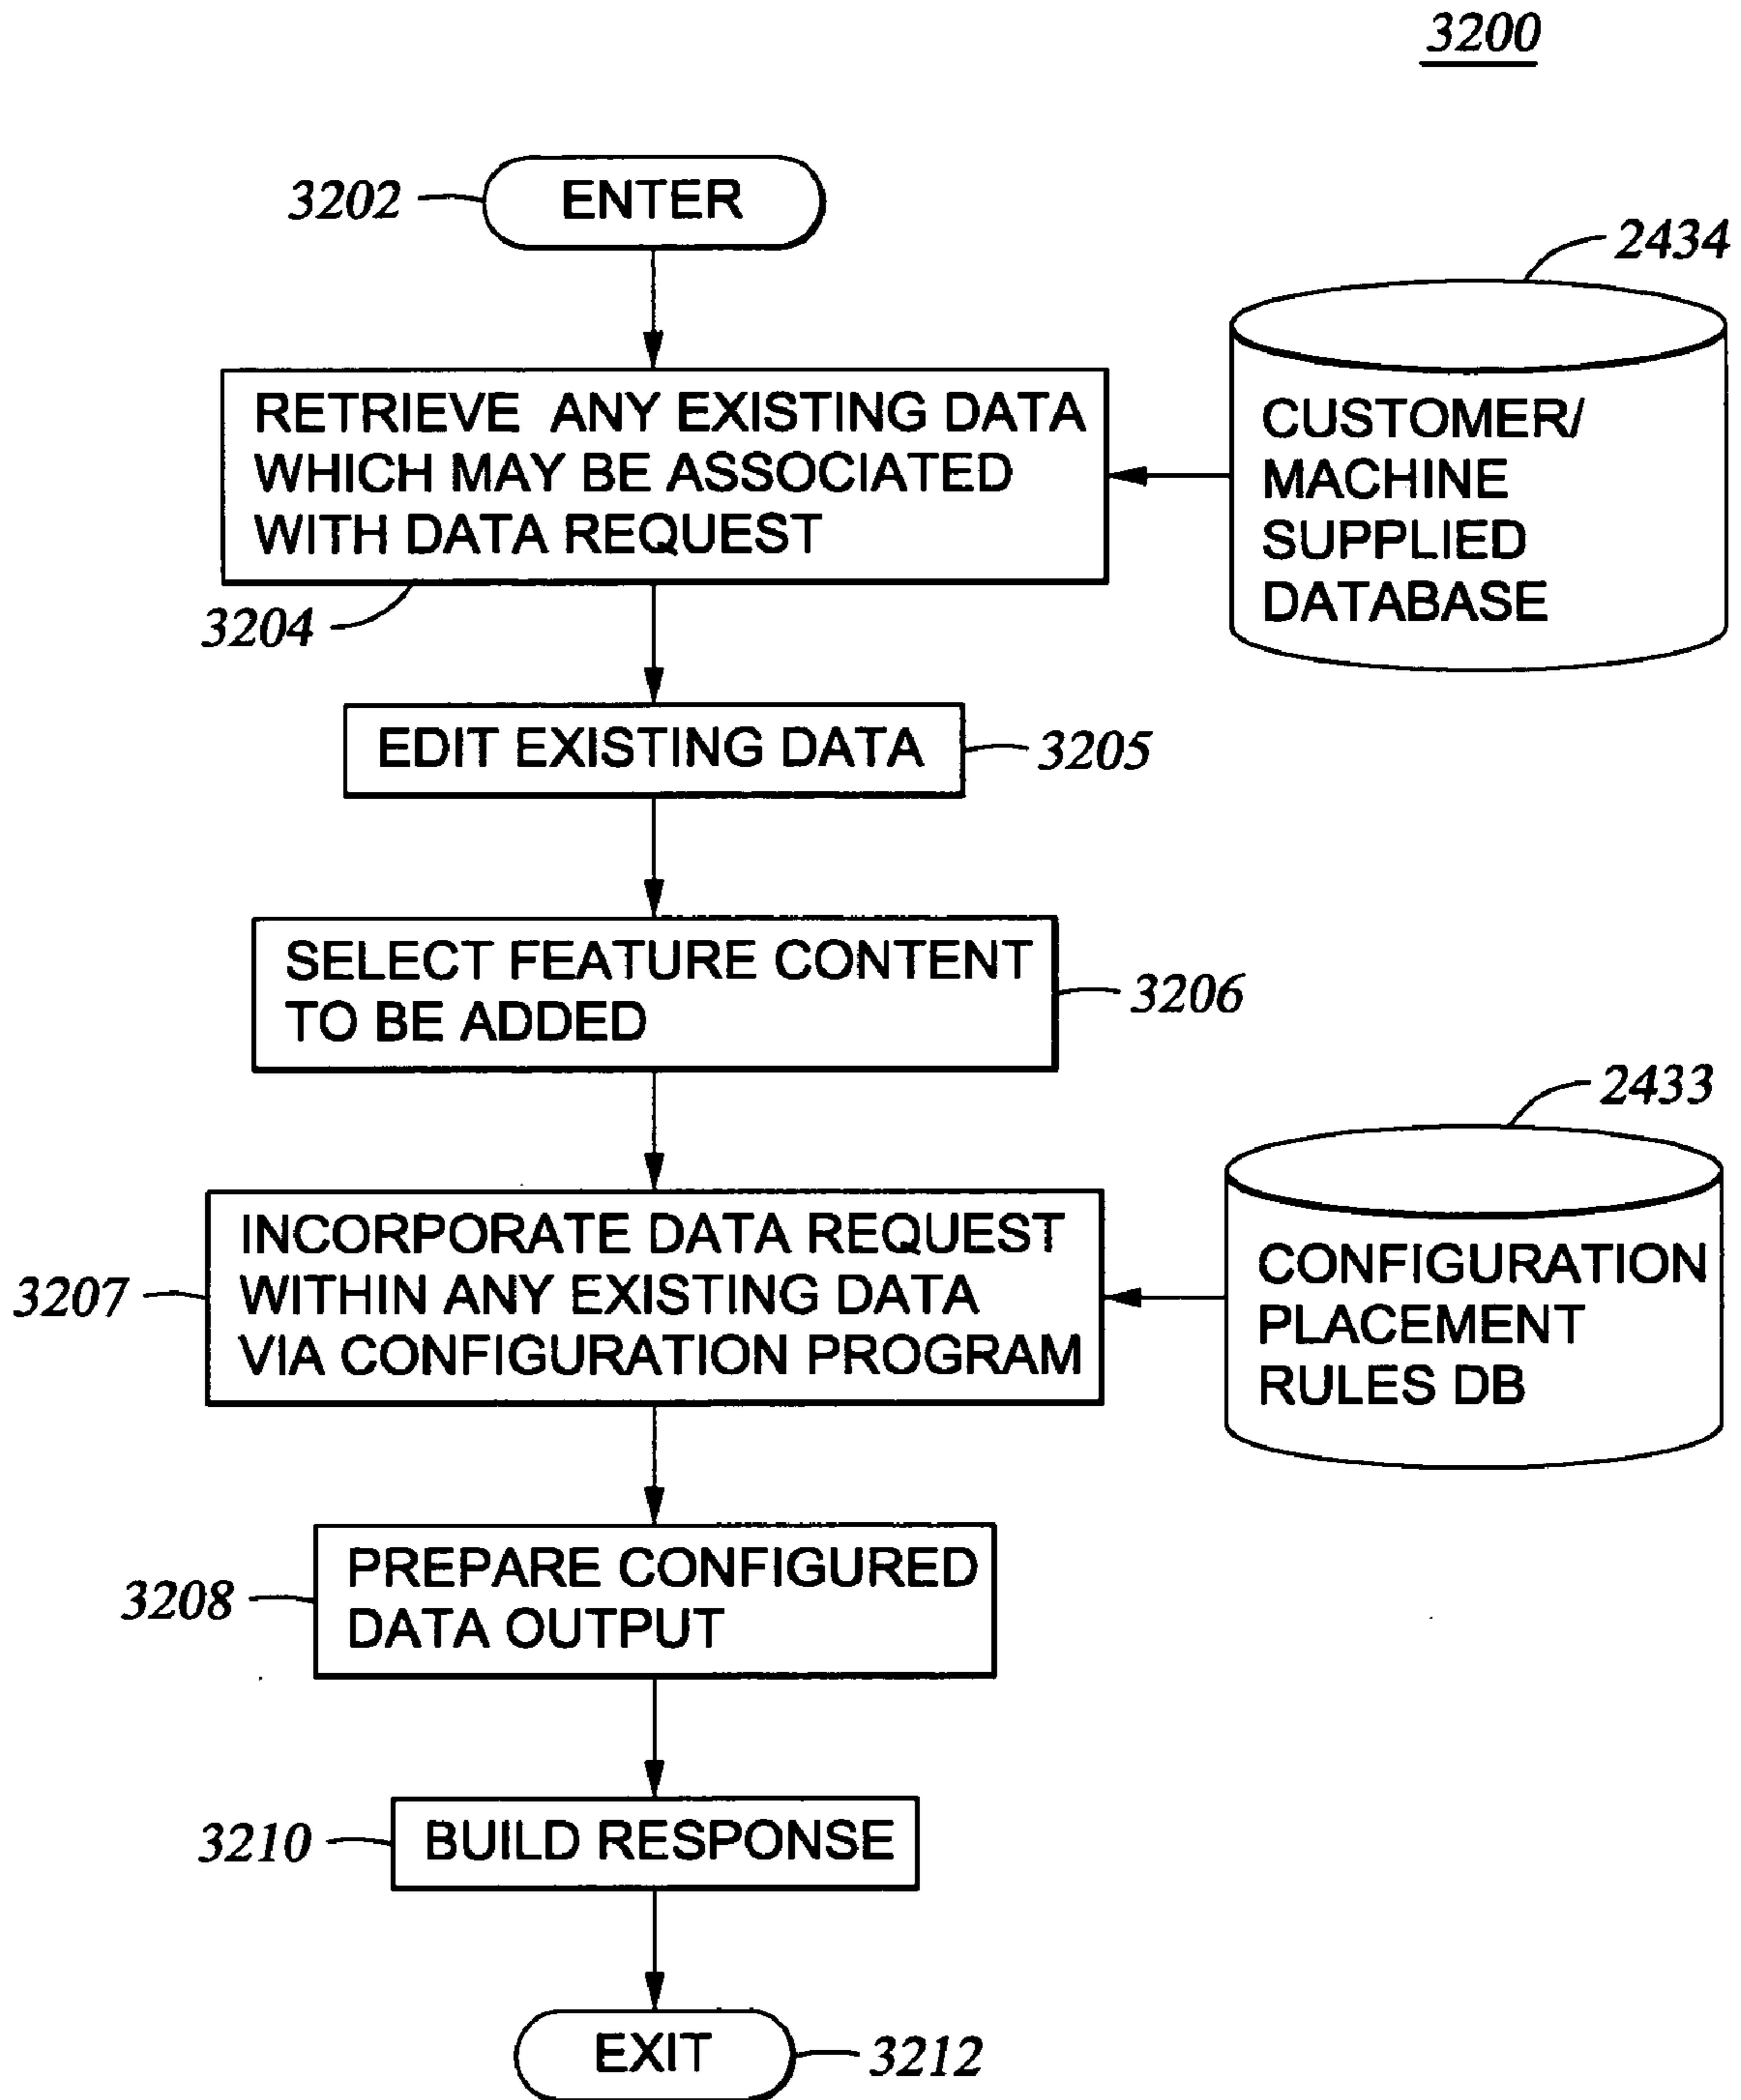 3200
3202
ENTER
2434
RETRIEVE ANY EXISTING DATA
WHICH MAY BE ASSOCIATED
WITH DATA REQUEST
3204
CUSTOMER/
MACHINE
SUPPLIED
DATABASE
EDIT EXISTING DATA
3205
SELECT FEATURE CONTENT
TO BE ADDED
3206
2433
INCORPORATE DATA REQUEST
WITHIN ANY EXISTING DATA
VIA CONFIGURATION PROGRAM
3207
CONFIGURATION
PLACEMENT
RULES DB
PREPARE CONFIGURED
DATA OUTPUT
3208
3210
BUILD RESPONSE
EXIT
3212